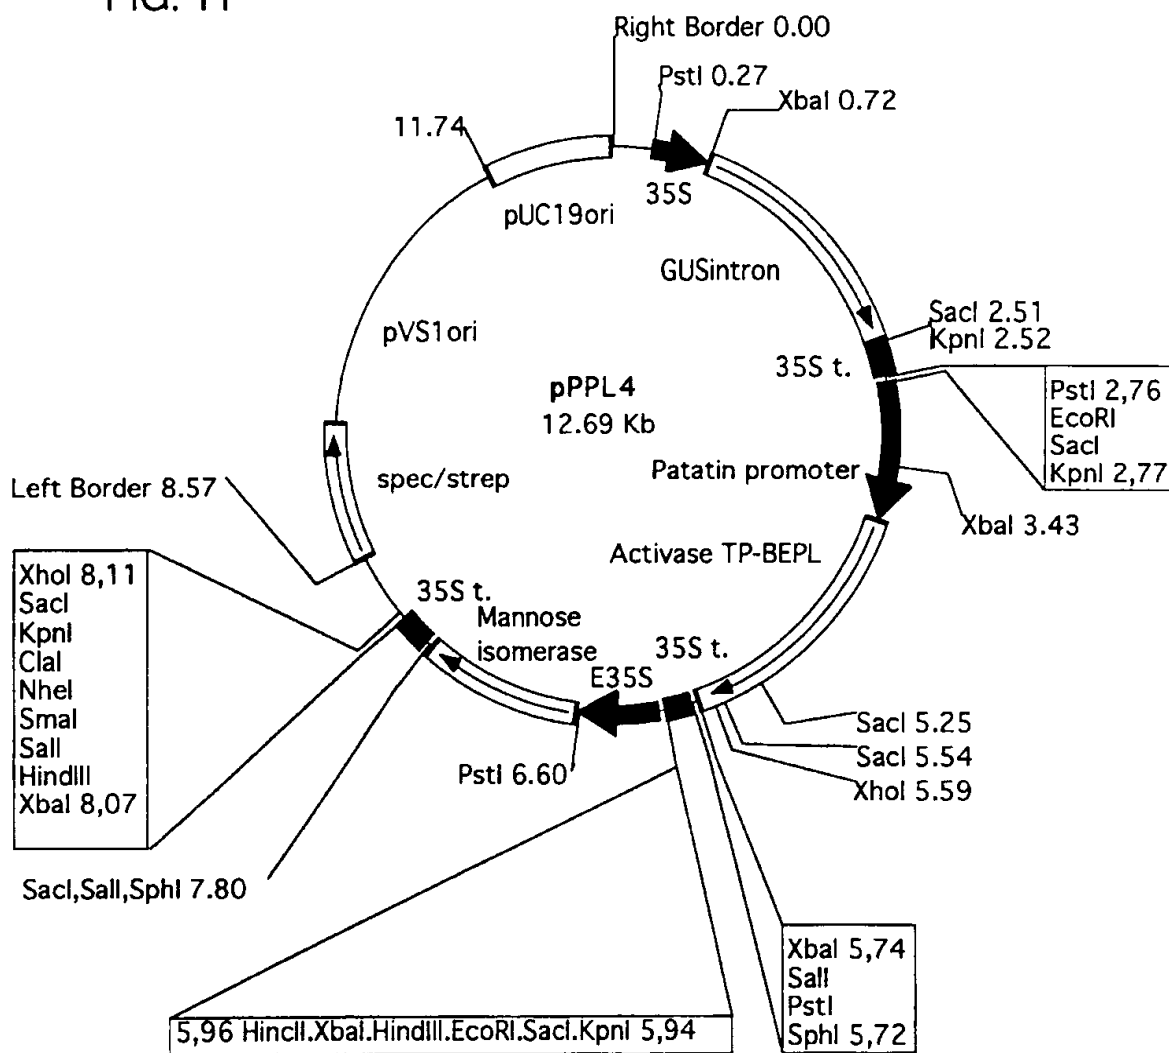 FIG. 11
Right Border 0.00
PstI 0.27
XbaI 0.72
11.74
35S
pUC19ori
GUSintron
SacI 2.51
KpnI 2.52
pVS1ori
35S t.
pPPL4
12.69 Kb
PstI 2,76
EcoRI
SacI
KpnI 2,77
Patatin promoter
spec/strep
Left Border 8.57
XbaI 3.43
Activase TP-BEPL
XhoI 8,11
SacI
KpnI
ClaI
NheI
SmaI
SalI
HindIII
XbaI 8,07
35S t.
Mannose
isomerase
35S t.
E35S
SacI 5.25
SacI 5.54
XhoI 5.59
PstI 6.60
SacI,SalI,SphI 7.80
XbaI 5,74
SalI
PstI
SphI 5,72
5,96 HincII.XbaI.HindIII.EcoRI.SacI.KpnI 5,94